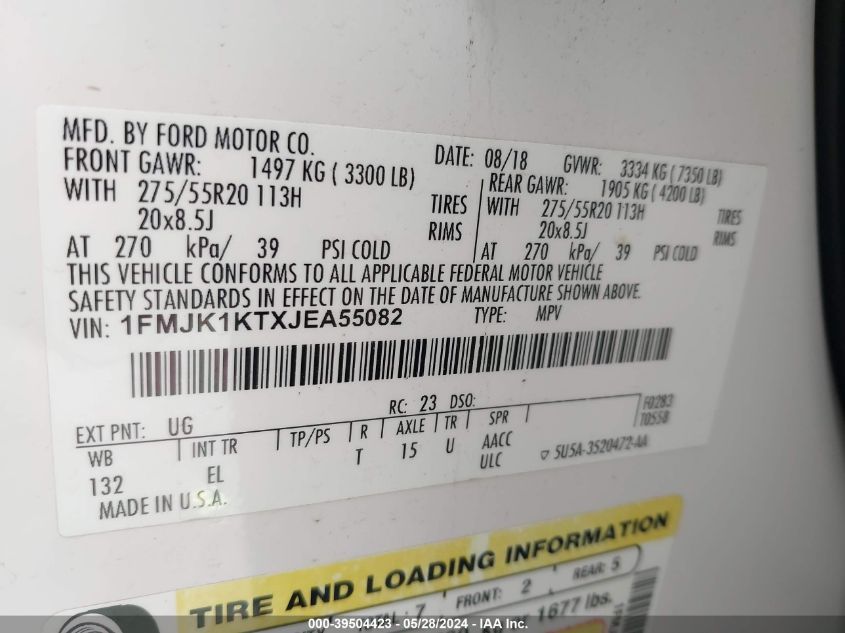 MFD. BY FORD MOTOR CO.
DATE: 08/18 GVWR: 3334 KG ( 7350 LB)
FRONT GAWR: 1497 KG ( 3300 LB)
REAR GAWR: 1905 KG ( 4200 LB)
WITH 275/55R20 113H TIRES
WITH 275/55R20 113H TIRES
20x8.5J RIMS
20x8.5J RIMS
AT 270 kPa/ 39 PSI COLD
AT 270 kPa/ 39 PSI COLD
THIS VEHICLE CONFORMS TO ALL APPLICABLE FEDERAL MOTOR VEHICLE
SAFETY STANDARDS IN EFFECT ON THE DATE OF MANUFACTURE SHOWN ABOVE.
VIN: 1FMJK1KTXJEA55082 TYPE: MPV
RC: 23 DSO: F0283
EXT PNT: UG T0558
WB INT TR TP/PS R AXLE TR SPR
132 EL T 15 U AACC
ULC ▽ 5U5A-3520472-AA
MADE IN U.S.A.
TIRE AND LOADING INFORMATION
7 FRONT: 2 REAR: 5
1677 lbs.
000-39504423 - 05/28/2024 - IAA Inc.